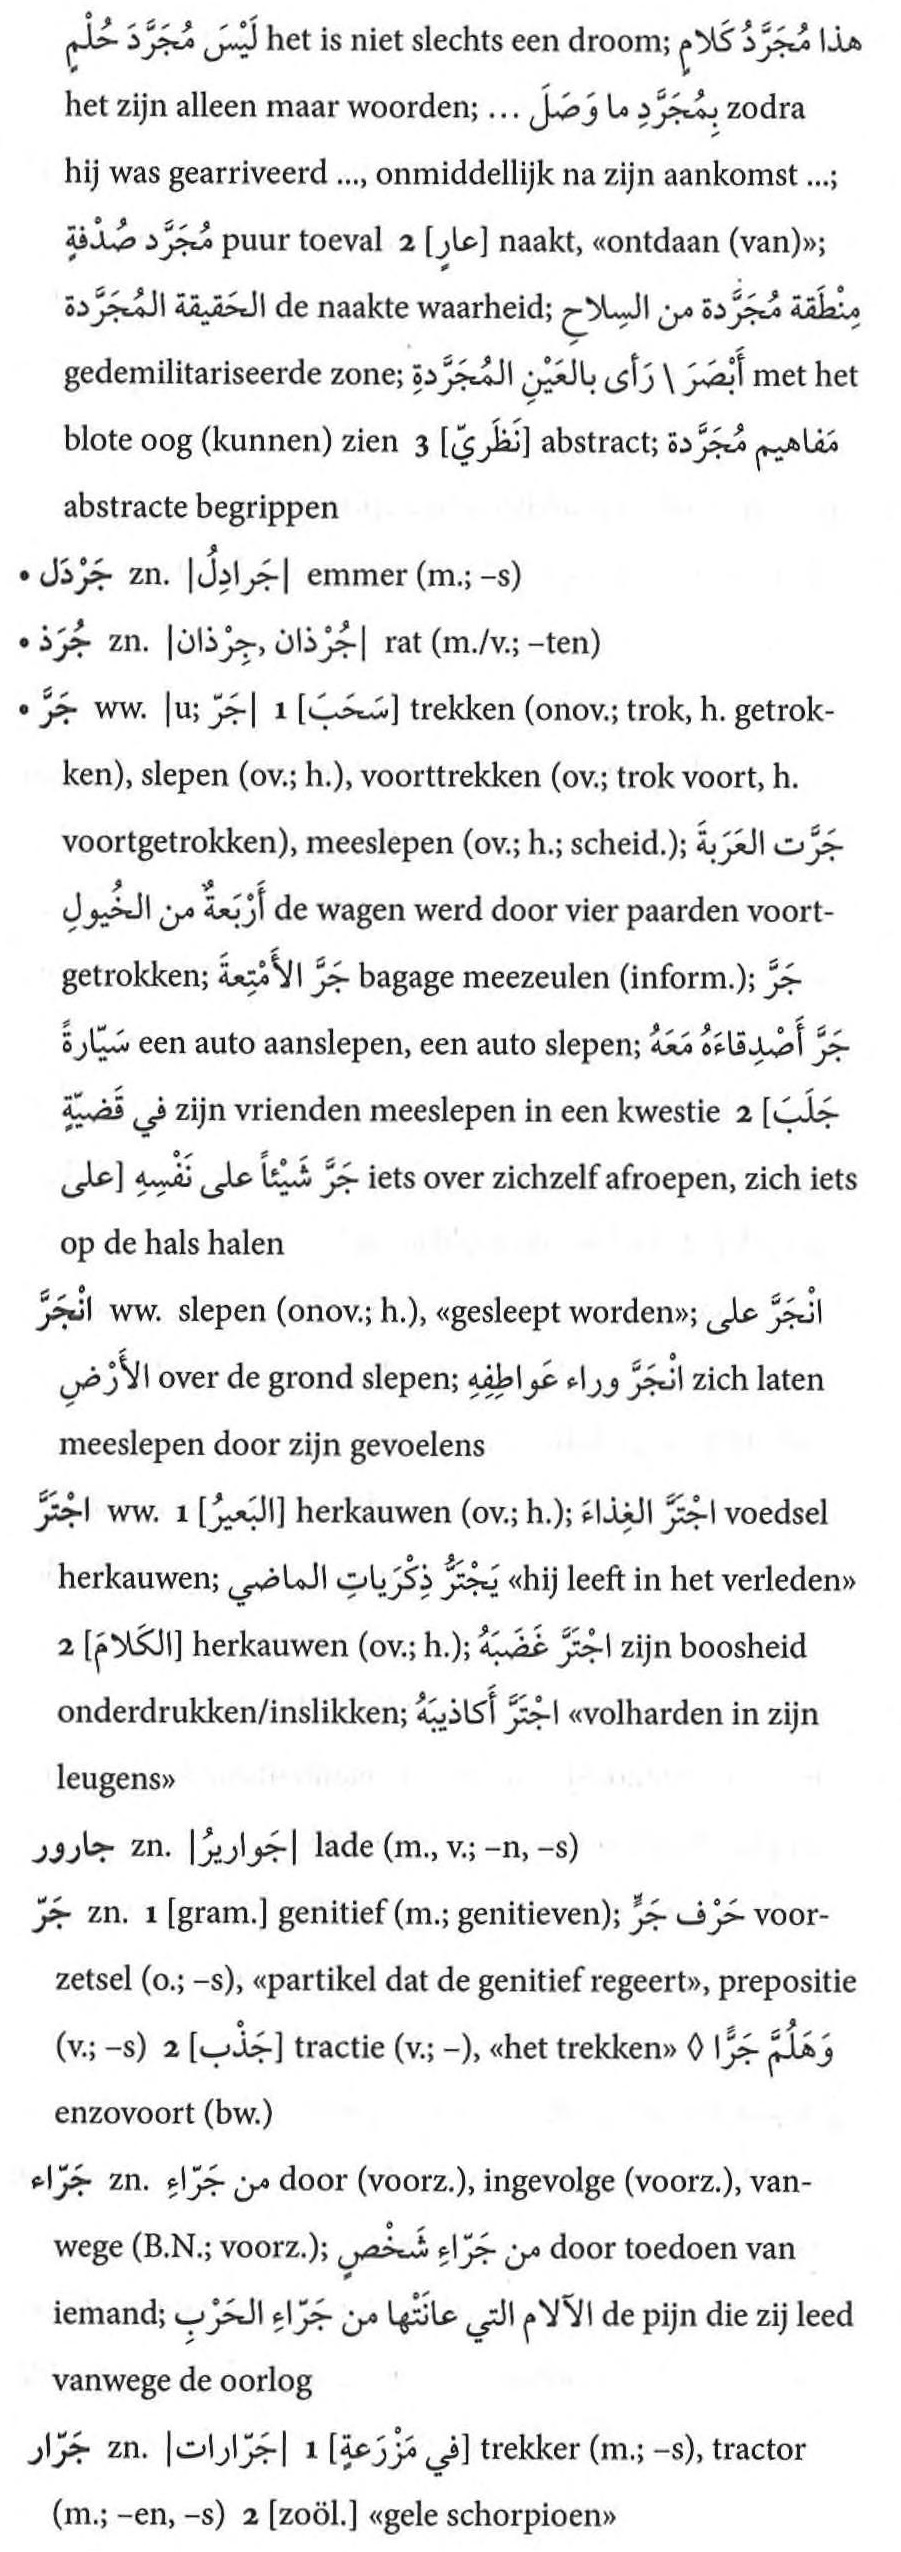 لَيْسَ مُجَرَّدَ حُلْمٍ het is niet slechts een droom; هذا مُجَرَّدُ كَلامٍ
het zijn alleen maar woorden; ... بِمُجَرَّدِ ما وَصَلَ zodra
hij was gearriveerd ..., onmiddellijk na zijn aankomst ...;
مُجَرَّد صُدْفةٍ puur toeval 2 [عارٍ] naakt, «ontdaan (van)»;
الحَقيقة المُجَرَّدة de naakte waarheid; مِنْطَقة مُجَرَّدة من السِلاحِ
gedemilitariseerde zone; أَبْصَرَ \ رَأى بالعَيْنِ المُجَرَّدةِ met het
blote oog (kunnen) zien 3 [نَظَريّ] abstract; مَفاهيم مُجَرَّدة
abstracte begrippen
• جَرْدَل zn. |جَرادِلُ| emmer (m.; –s)
• جُرَذ zn. |جُرْذان, جِرْذان| rat (m./v.; –ten)
• جَرَّ ww. |u; جَرّ| 1 [سَحَبَ] trekken (onov.; trok, h. getrok-
ken), slepen (ov.; h.), voorttrekken (ov.; trok voort, h.
voortgetrokken), meeslepen (ov.; h.; scheid.); جَرَّت العَرَبةَ
أَرْبَعةٌ من الخُيولِ de wagen werd door vier paarden voort-
getrokken; جَرَّ الأَمْتِعةَ bagage meezeulen (inform.); جَرَّ
سَيّارةً een auto aanslepen, een auto slepen; جَرَّ أَصْدِقاءَهُ مَعَهُ
في قَضيّةٍ zijn vrienden meeslepen in een kwestie 2 [جَلَبَ
على] جَرَّ شَيْئاً على نَفْسِهِ iets over zichzelf afroepen, zich iets
op de hals halen
انْجَرَّ ww. slepen (onov.; h.), «gesleept worden»; انْجَرَّ على
الأَرْضِ over de grond slepen; انْجَرَّ وراء عَواطِفِهِ zich laten
meeslepen door zijn gevoelens
اجْتَرَّ ww. 1 [البَعيرُ] herkauwen (ov.; h.); اجْتَرَّ الغِذاءَ voedsel
herkauwen; يَجْتَرُّ ذِكْرَياتِ الماضي «hij leeft in het verleden»
2 [الكَلامَ] herkauwen (ov.; h.); اجْتَرَّ غَضَبَهُ zijn boosheid
onderdrukken/inslikken; اجْتَرَّ أَكاذيبَهُ «volharden in zijn
leugens»
جارور zn. |جَواريرُ| lade (m., v.; –n, –s)
جَرّ zn. 1 [gram.] genitief (m.; genitieven); حَرْف جَرٍّ voor-
zetsel (o.; –s), «partikel dat de genitief regeert», prepositie
(v.; –s) 2 [جَذْب] tractie (v.; –), «het trekken» ◊ وَهَلُمَّ جَرًّا
enzovoort (bw.)
جَرّاء zn. من جَرّاءِ door (voorz.), ingevolge (voorz.), van-
wege (B.N.; voorz.); من جَرّاءِ شَخْصٍ door toedoen van
iemand; الآلام التي عانَتْها من جَرّاءِ الحَرْبِ de pijn die zij leed
vanwege de oorlog
جَرّار zn. |جَرّارات| 1 [في مَزْرَعةٍ] trekker (m.; –s), tractor
(m.; –en, –s) 2 [zoöl.] «gele schorpioen»